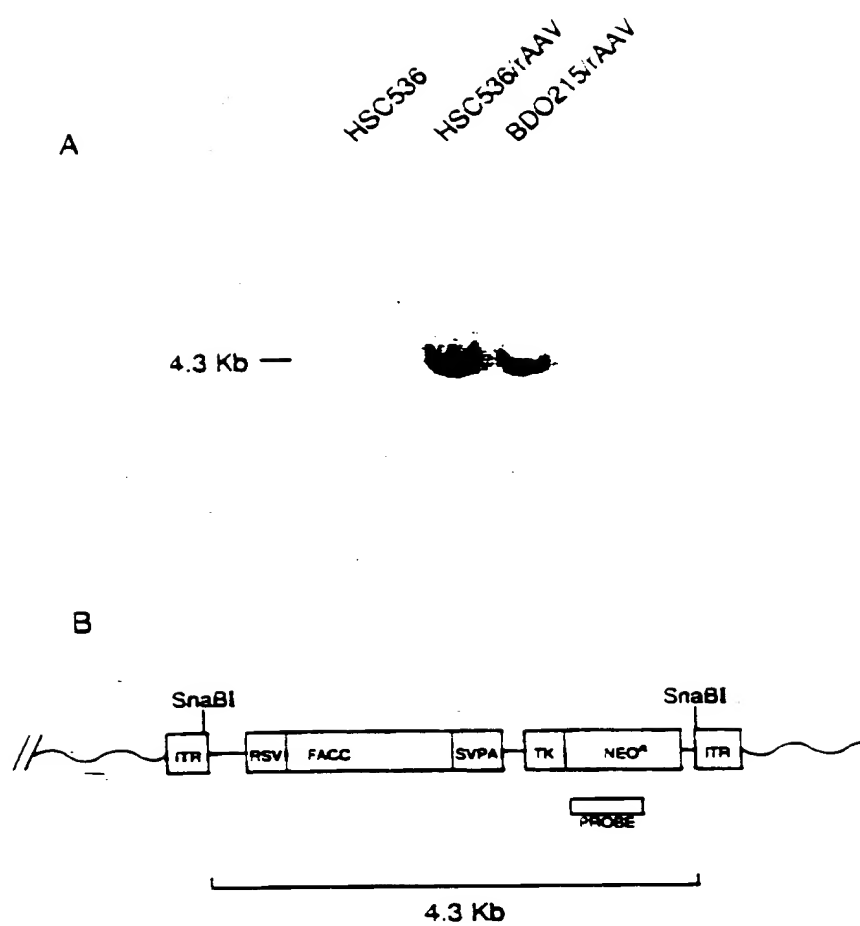 A
HSC536
HSC536/rAAV
BDO215/rAAV
4.3 Kb
B
SnaBI
SnaBI
ITR
RSV
FACC
SVPA
TK
NEOR
ITR
PROBE
4.3 Kb